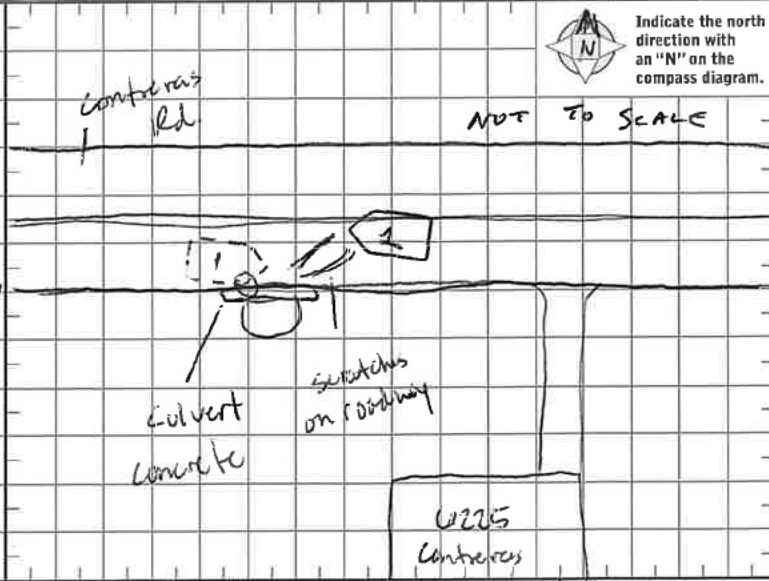 Indicate the north
direction with
an "N" on the
compass diagram.
N
Contreras
Rd.
NOT TO SCALE
1
1
Culvert
Concrete
scratches
on roadway
6225
Contreras